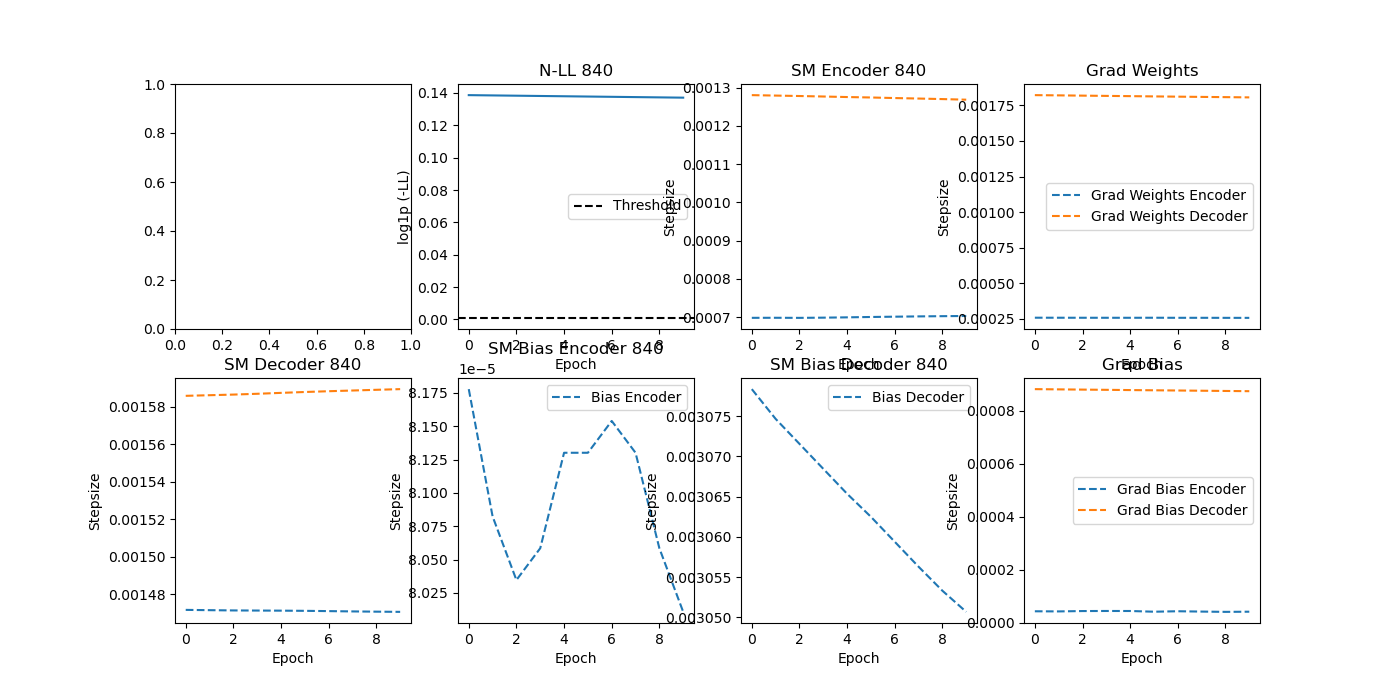 N-LL 840
SM Encoder 840
Grad Weights
1.0
0.8
0.6
0.4
0.2
0.0
0.0 0.2 0.4 0.6 0.8 1.0
log1p (-LL)
0.14
0.12
0.10
0.08
0.06
0.04
0.02
0.00
Threshold
0 2 4 6 8
Epoch
Stepsize
0.0013
0.0012
0.0011
0.0010
0.0009
0.0008
0.0007
0 2 4 6 8
Epoch
Stepsize
0.00175
0.00150
0.00125
0.00100
0.00075
0.00050
0.00025
Grad Weights Encoder
Grad Weights Decoder
0 2 4 6 8
Epoch
SM Decoder 840
SM Bias Encoder 840
SM Bias Decoder 840
Grad Bias
Stepsize
0.00158
0.00156
0.00154
0.00152
0.00150
0.00148
0 2 4 6 8
Epoch
Stepsize
1e−5
8.175
8.150
8.125
8.100
8.075
8.050
8.025
Bias Encoder
0 2 4 6 8
Epoch
Stepsize
0.003075
0.003070
0.003065
0.003060
0.003055
0.003050
Bias Decoder
0 2 4 6 8
Epoch
Stepsize
0.0008
0.0006
0.0004
0.0002
0.0000
Grad Bias Encoder
Grad Bias Decoder
0 2 4 6 8
Epoch